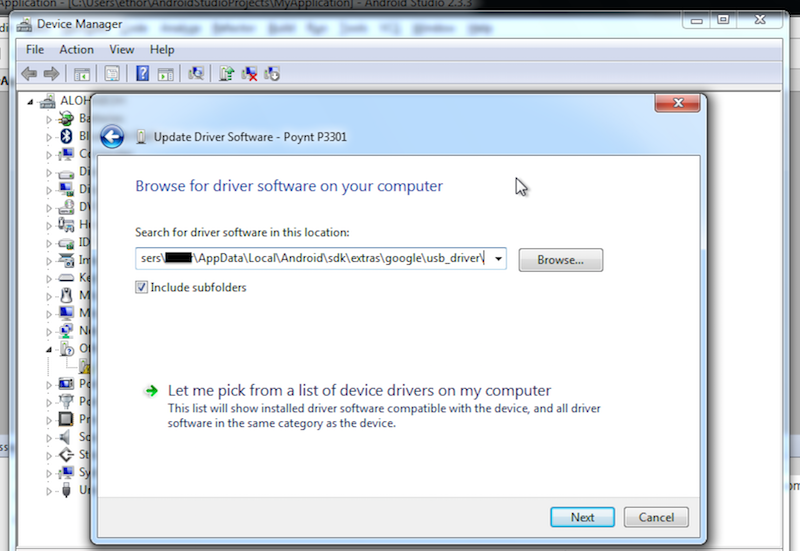 Application - [C:\Users\ethor\AndroidStudioProjects\MyApplication] - Android Studio 2.3.3
Device Manager
File Action View Help
ALOH
Update Driver Software - Poynt P3301
Browse for driver software on your computer
Search for driver software in this location:
sers\ \AppData\Local\Android\sdk\extras\google\usb_driver\
Browse...
Include subfolders
Let me pick from a list of device drivers on my computer
This list will show installed driver software compatible with the device, and all driver
software in the same category as the device.
Next Cancel